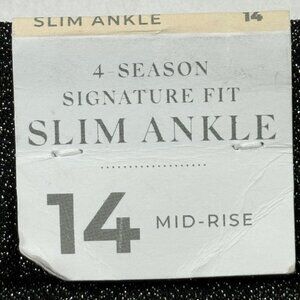 SLIM ANKLE 14
4-SEASON
SIGNATURE FIT
SLIM ANKLE
14 MID-RISE